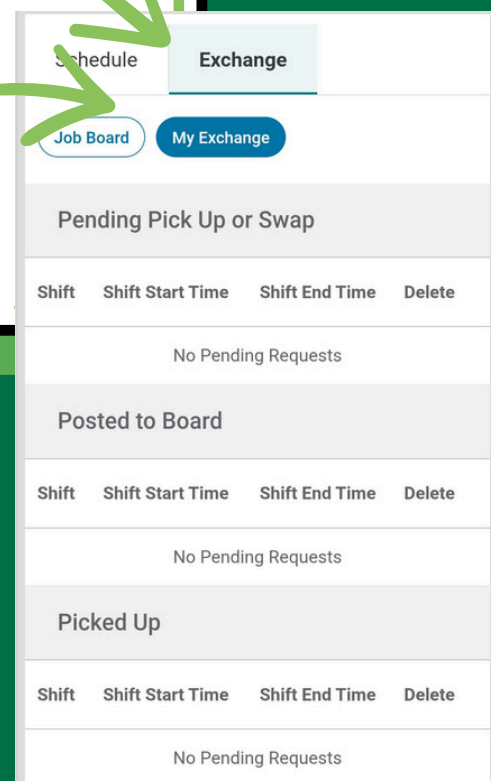 Schedule Exchange
Job Board My Exchange
Pending Pick Up or Swap
Shift Shift Start Time Shift End Time Delete
No Pending Requests
Posted to Board
Shift Shift Start Time Shift End Time Delete
No Pending Requests
Picked Up
Shift Shift Start Time Shift End Time Delete
No Pending Requests